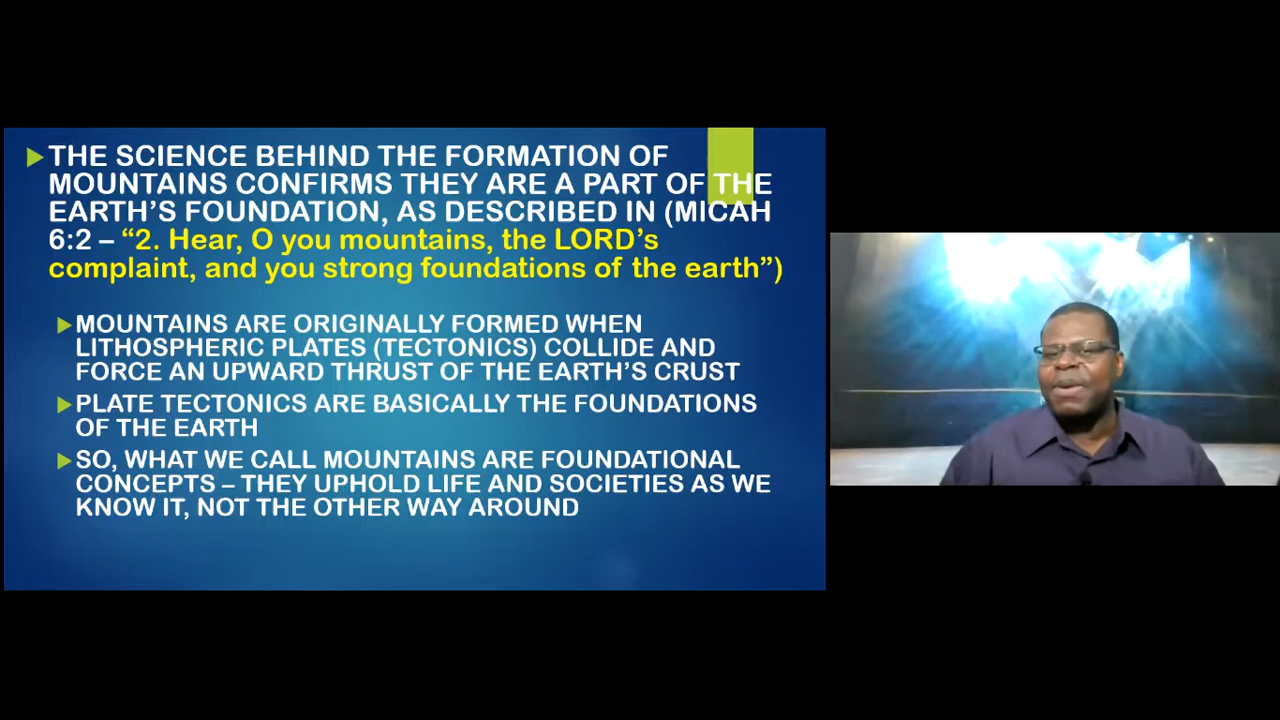 THE SCIENCE BEHIND THE FORMATION OF
MOUNTAINS CONFIRMS THEY ARE A PART OF THE
EARTH'S FOUNDATION, AS DESCRIBED IN (MICAH
6:2 – "2. Hear, O you mountains, the LORD's
complaint, and you strong foundations of the earth")
MOUNTAINS ARE ORIGINALLY FORMED WHEN
LITHOSPHERIC PLATES (TECTONICS) COLLIDE AND
FORCE AN UPWARD THRUST OF THE EARTH'S CRUST
PLATE TECTONICS ARE BASICALLY THE FOUNDATIONS
OF THE EARTH
SO, WHAT WE CALL MOUNTAINS ARE FOUNDATIONAL
CONCEPTS – THEY UPHOLD LIFE AND SOCIETIES AS WE
KNOW IT, NOT THE OTHER WAY AROUND